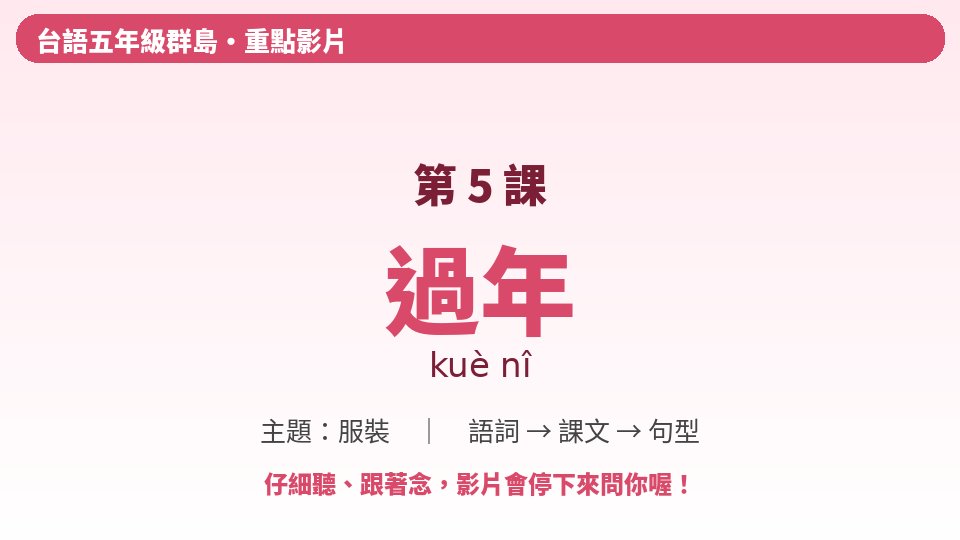 台語五年級群島・重點影片
第 5 課
過年
kuè nî
主題：服裝　｜　語詞 → 課文 → 句型
仔細聽、跟著念，影片會停下來問你喔！